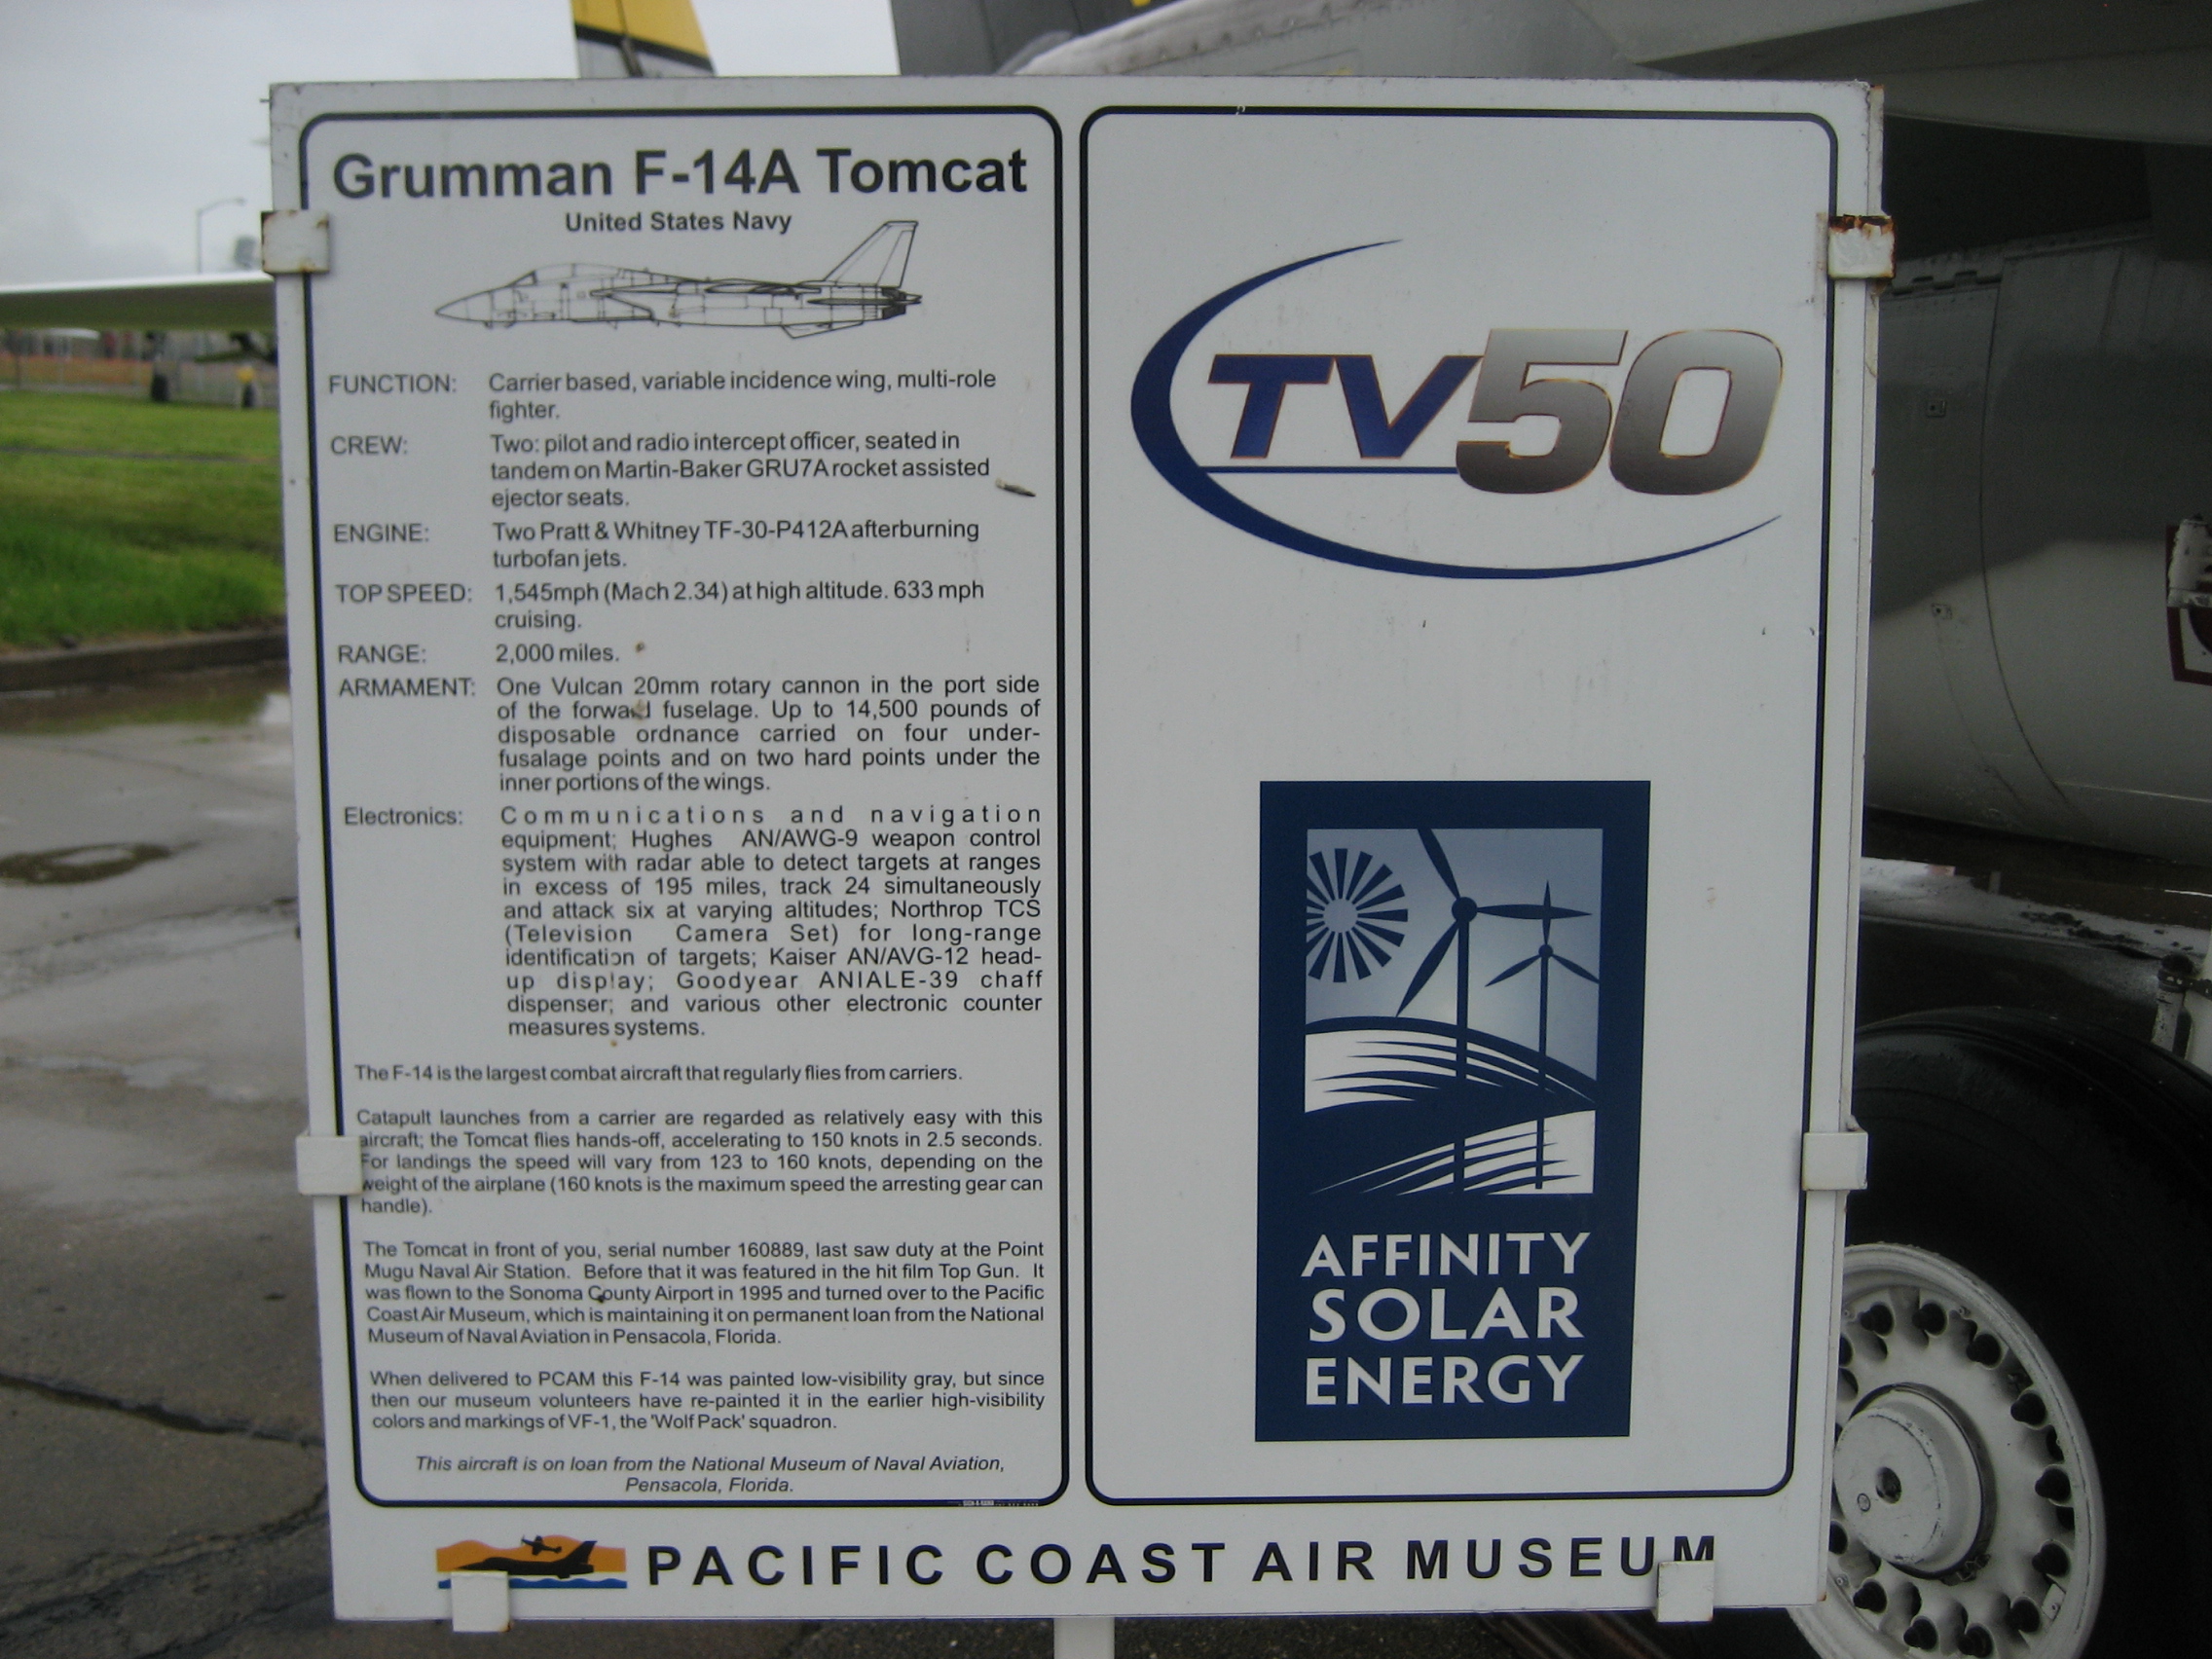 Grumman F-14A Tomcat
United States Navy
FUNCTION: Carrier based, variable incidence wing, multi-role
fighter.
CREW: Two: pilot and radio intercept officer, seated in
tandem on Martin-Baker GRU7A rocket assisted
ejector seats.
ENGINE: Two Pratt & Whitney TF-30-P412A afterburning
turbofan jets.
TOP SPEED: 1,545mph (Mach 2.34) at high altitude. 633 mph
cruising.
RANGE: 2,000 miles.
ARMAMENT: One Vulcan 20mm rotary cannon in the port side
of the forward fuselage. Up to 14,500 pounds of
disposable ordnance carried on four under-
fusalage points and on two hard points under the
inner portions of the wings.
Electronics: Communications and navigation
equipment; Hughes AN/AWG-9 weapon control
system with radar able to detect targets at ranges
in excess of 195 miles, track 24 simultaneously
and attack six at varying altitudes; Northrop TCS
(Television Camera Set) for long-range
identification of targets; Kaiser AN/AVG-12 head-
up display; Goodyear ANIALE-39 chaff
dispenser; and various other electronic counter
measures systems.
The F-14 is the largest combat aircraft that regularly flies from carriers.
Catapult launches from a carrier are regarded as relatively easy with this
aircraft; the Tomcat flies hands-off, accelerating to 150 knots in 2.5 seconds.
For landings the speed will vary from 123 to 160 knots, depending on the
weight of the airplane (160 knots is the maximum speed the arresting gear can
handle).
The Tomcat in front of you, serial number 160889, last saw duty at the Point
Mugu Naval Air Station. Before that it was featured in the hit film Top Gun. It
was flown to the Sonoma County Airport in 1995 and turned over to the Pacific
Coast Air Museum, which is maintaining it on permanent loan from the National
Museum of Naval Aviation in Pensacola, Florida.
When delivered to PCAM this F-14 was painted low-visibility gray, but since
then our museum volunteers have re-painted it in the earlier high-visibility
colors and markings of VF-1, the 'Wolf Pack' squadron.
This aircraft is on loan from the National Museum of Naval Aviation,
Pensacola, Florida.
TV50
AFFINITY
SOLAR
ENERGY
PACIFIC COAST AIR MUSEUM